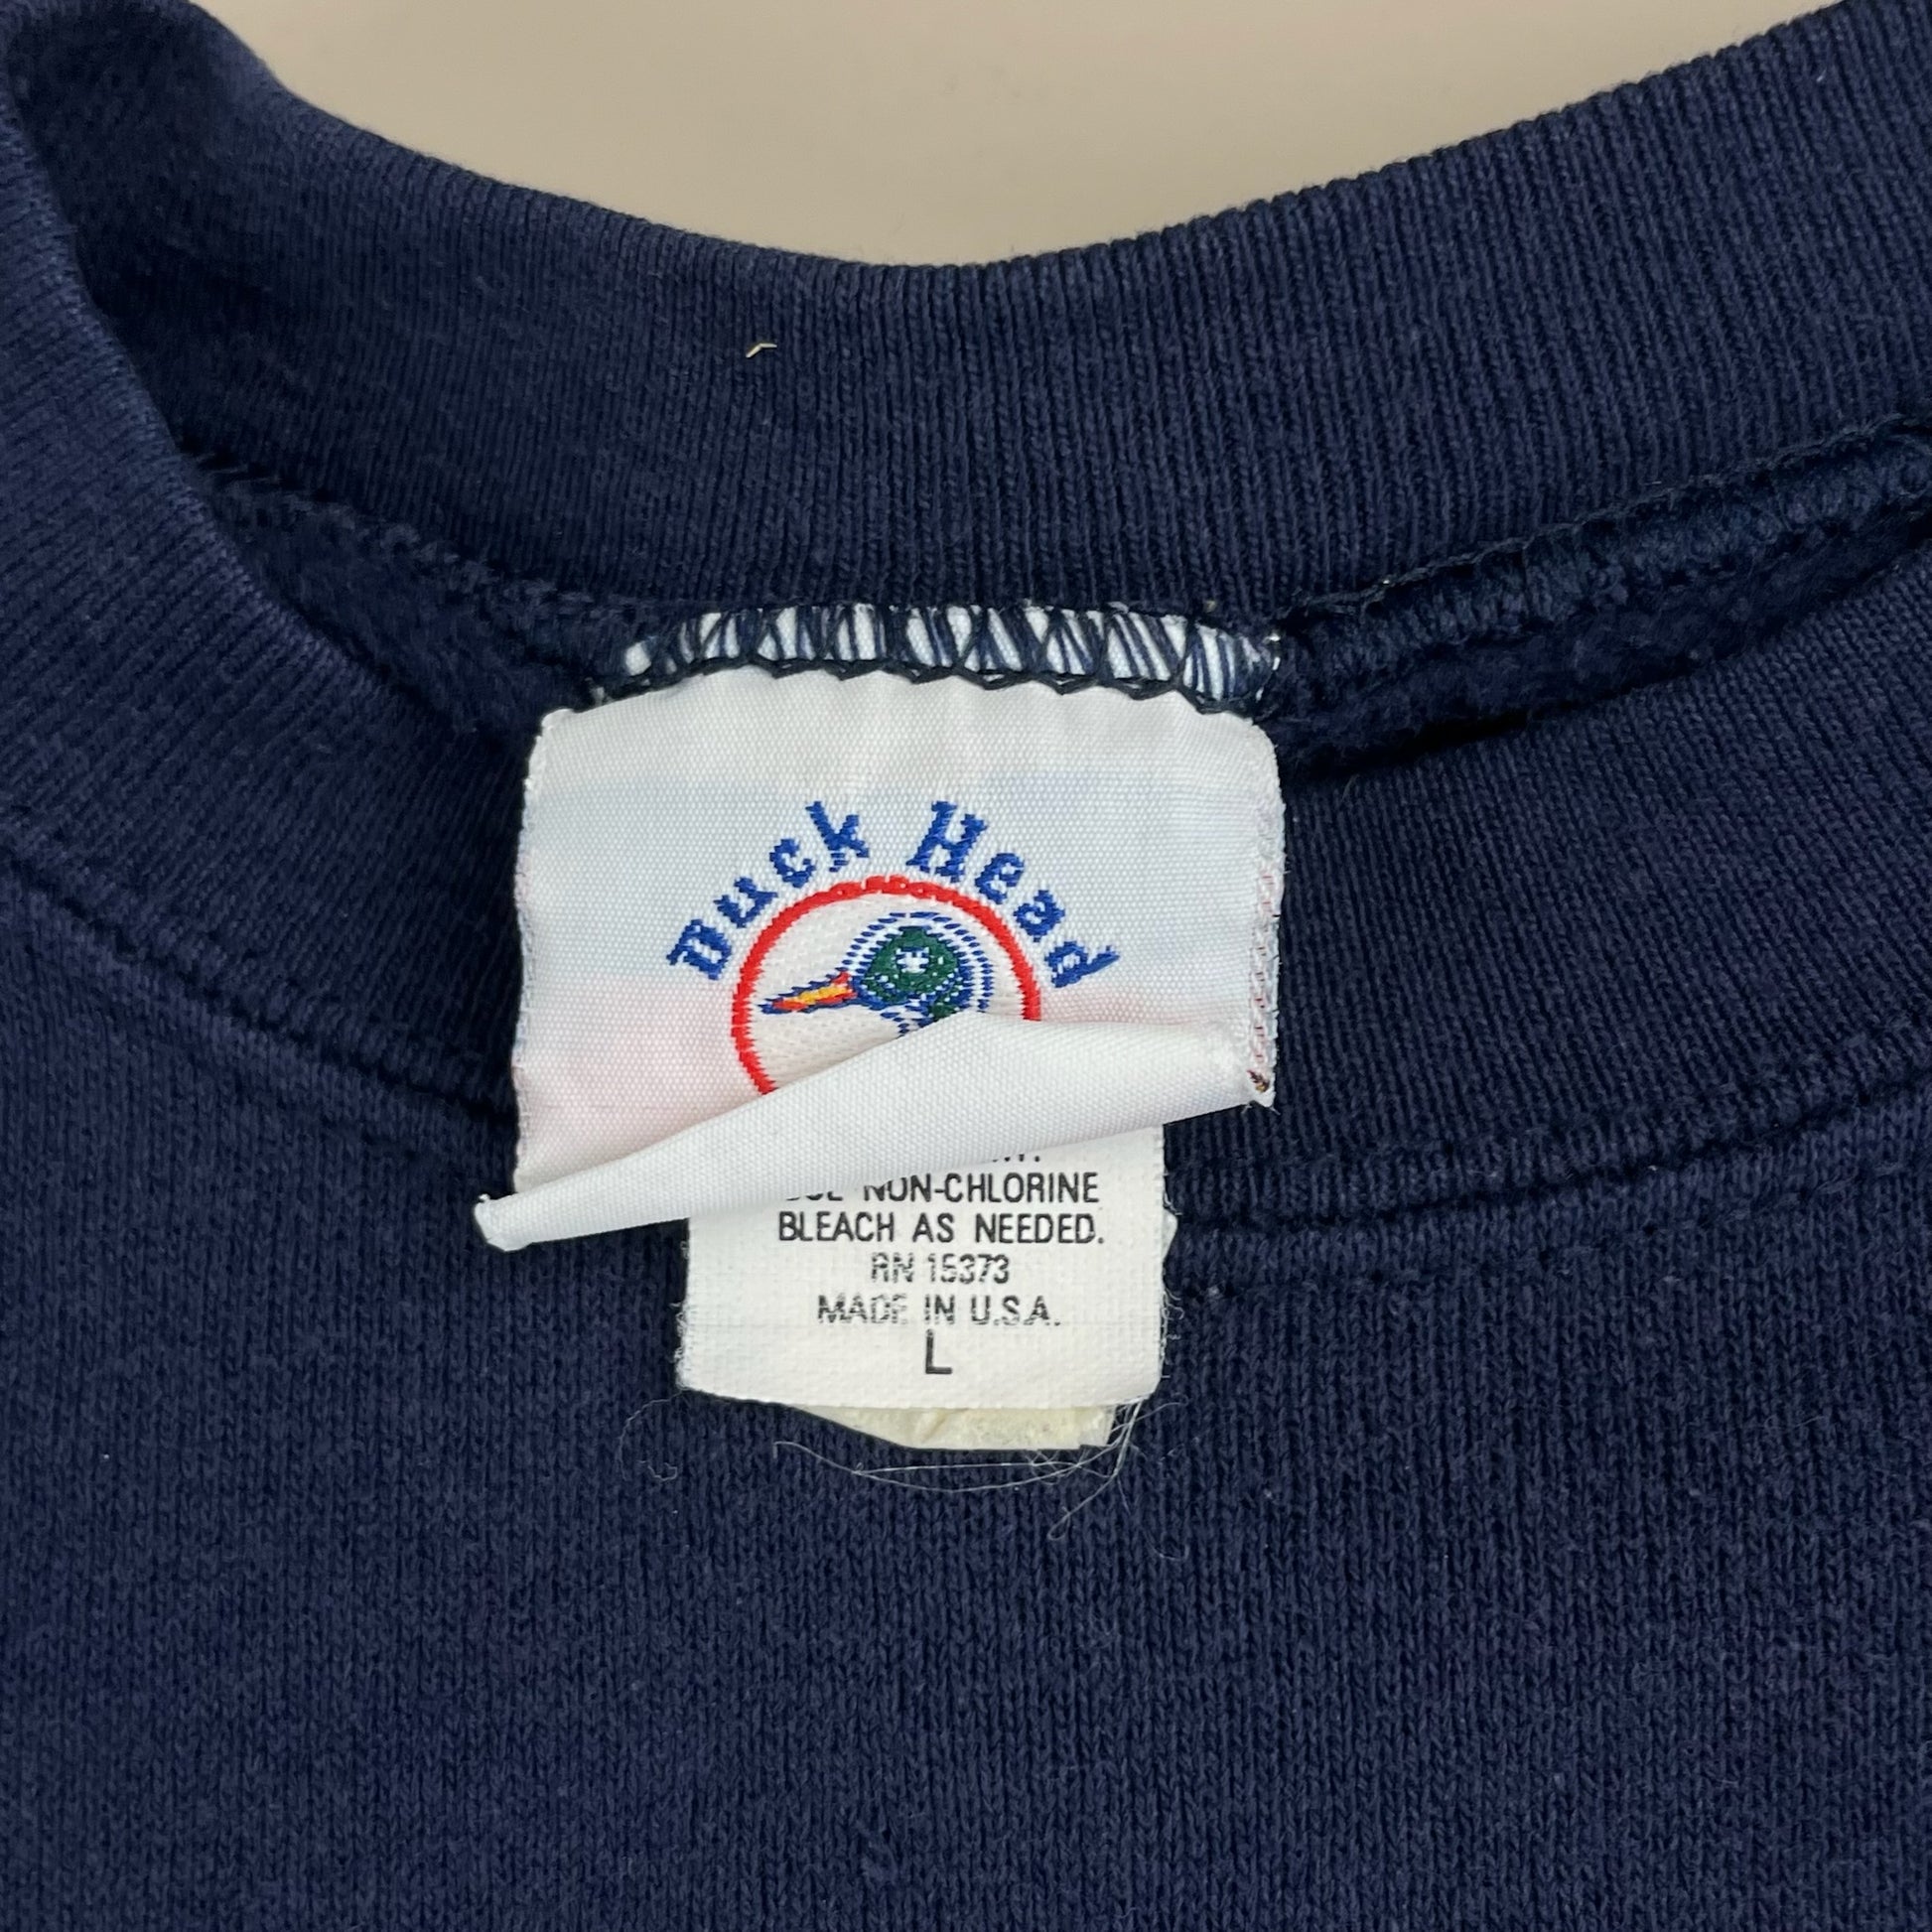 Duck Head
NON-CHLORINE
BLEACH AS NEEDED.
RN 15373
MADE IN U.S.A.
L